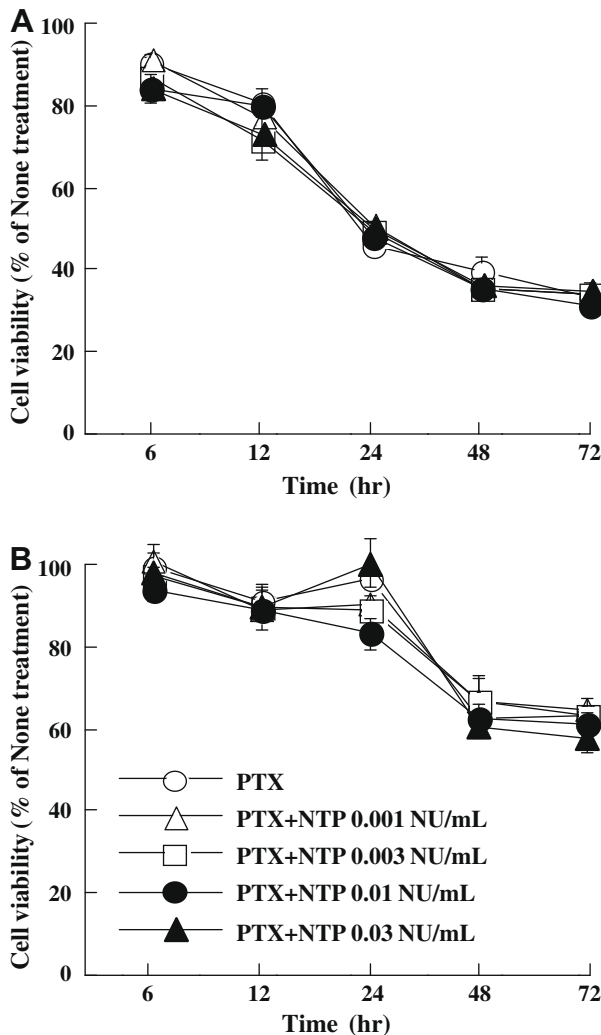 A
Cell viability (% of None treatment)
100
80
60
40
20
0
6 12 24 48 72
Time (hr)
B
Cell viability (% of None treatment)
100
80
60
40
20
0
PTX
PTX+NTP 0.001 NU/mL
PTX+NTP 0.003 NU/mL
PTX+NTP 0.01 NU/mL
PTX+NTP 0.03 NU/mL
6 12 24 48 72
Time (hr)